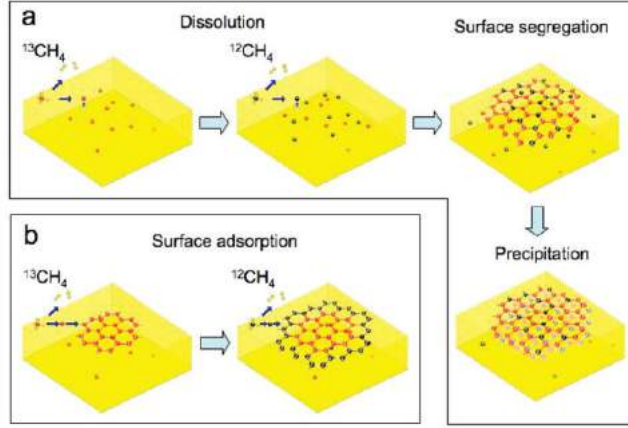 a
Dissolution
Surface segregation
¹³CH₄
¹²CH₄
Precipitation
b
Surface adsorption
¹³CH₄
¹²CH₄